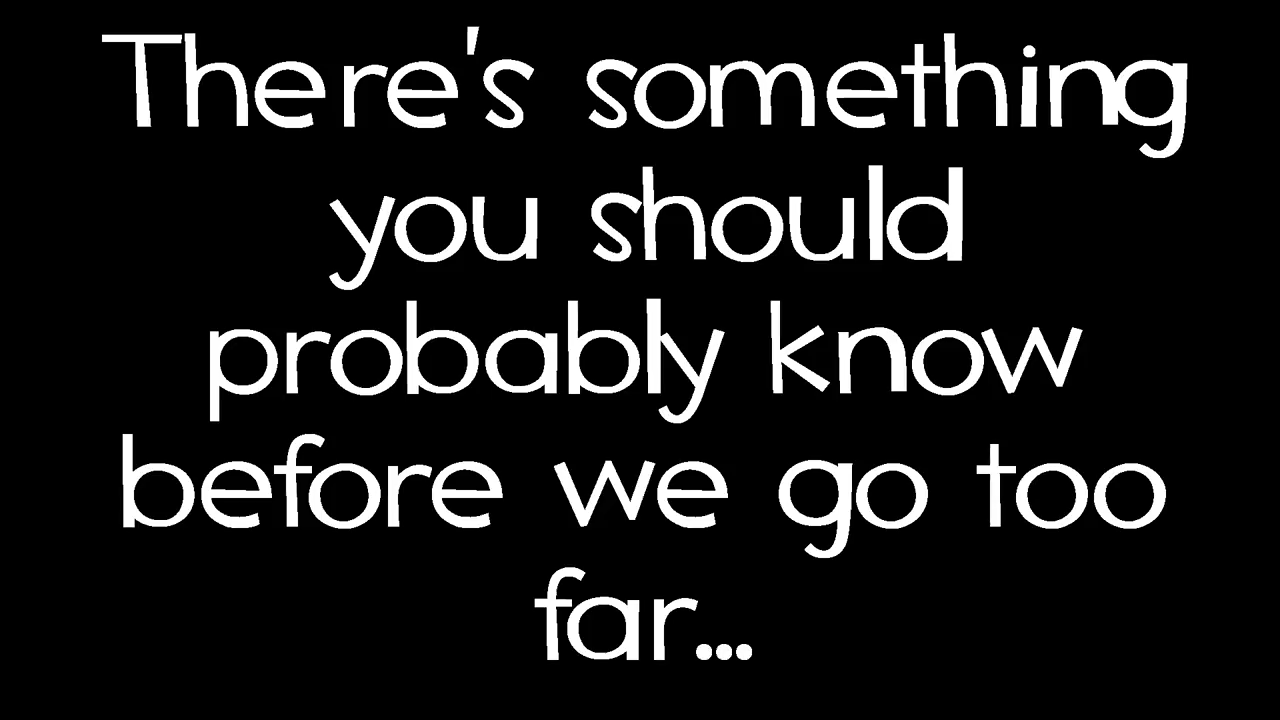 There's something
you should
probably know
before we go too
far...